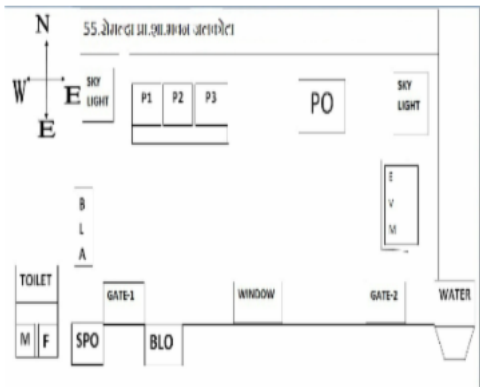 N
W E
E
SKY
LIGHT
P1 P2 P3
PO
SKY
LIGHT
E
V
M
B
L
A
TOILET
M F
GATE-1
WINDOW
GATE-2
WATER
SPO
BLO